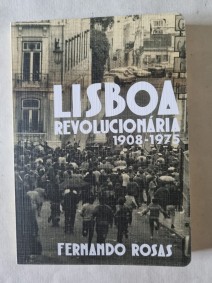 LISBOA
REVOLUCIONÁRIA
1908-1975
FERNANDO ROSAS